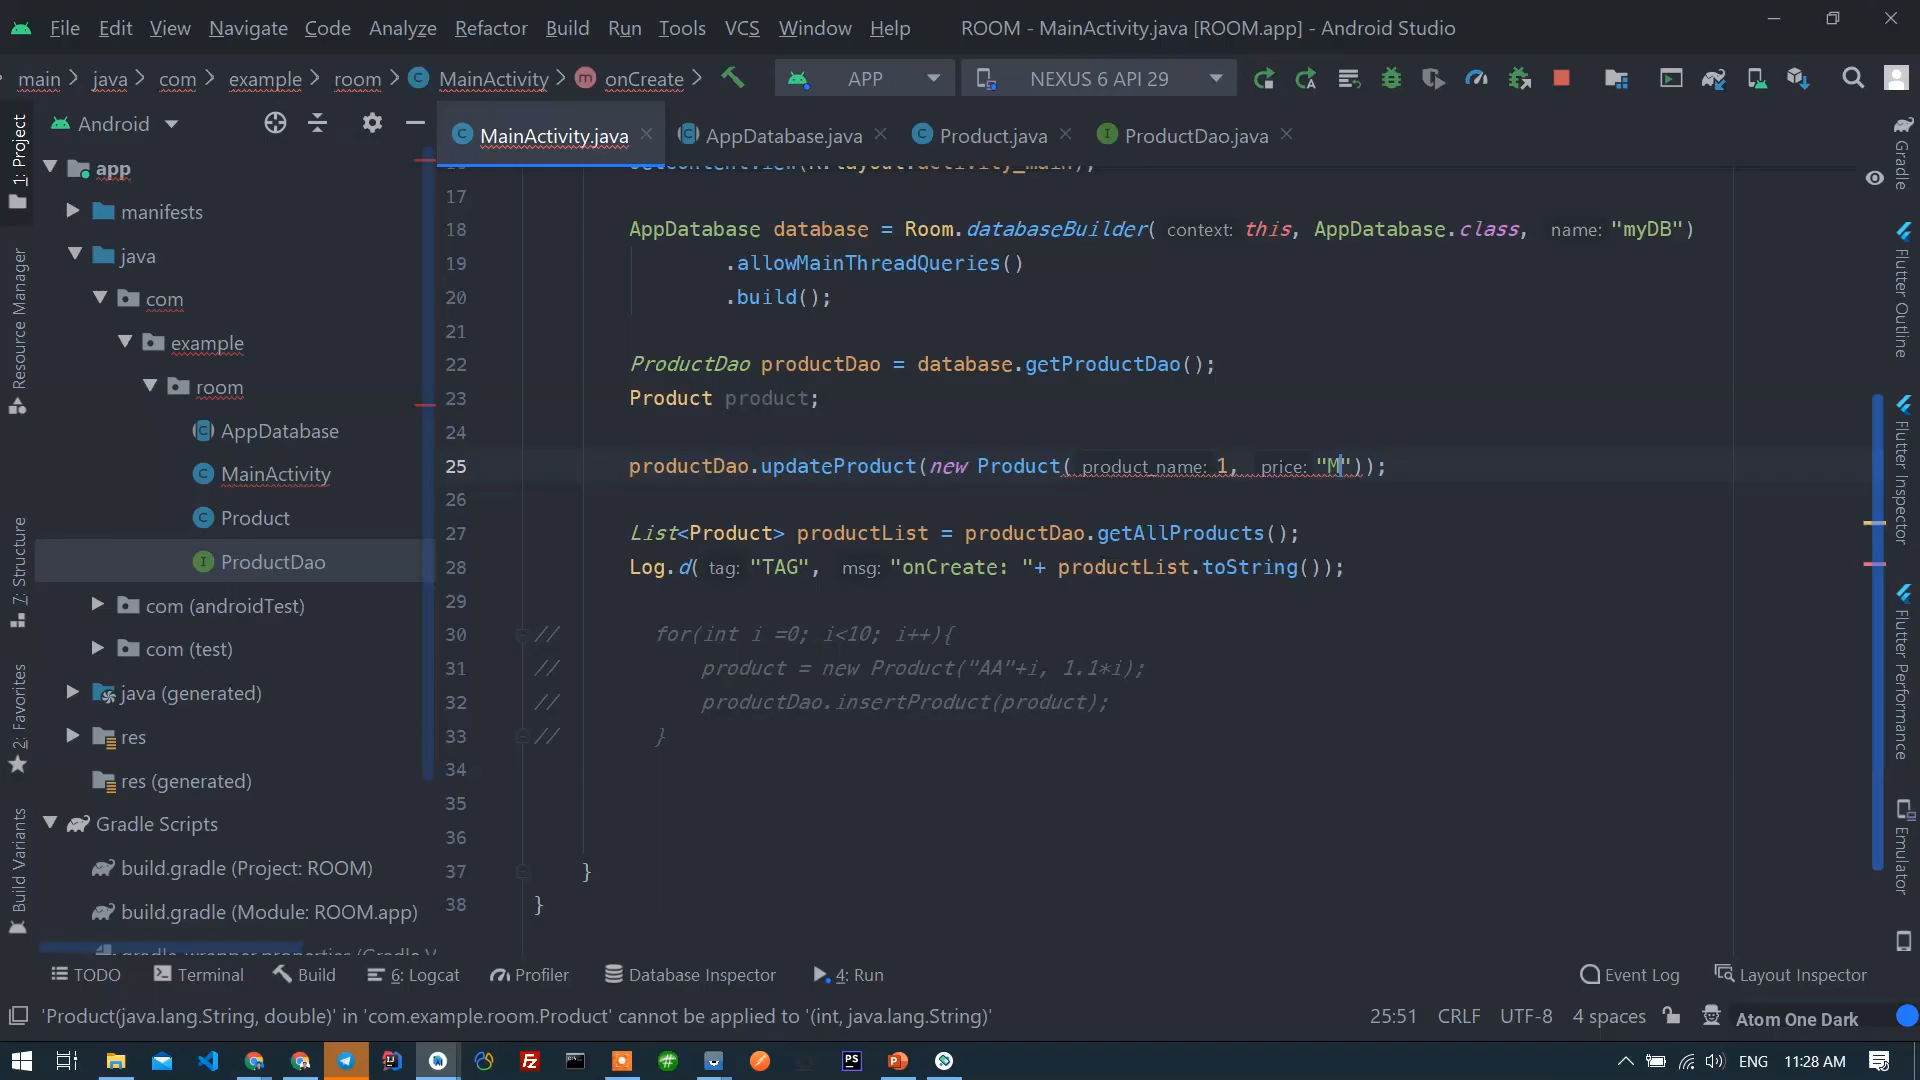 File Edit View Navigate Code Analyze Refactor Build Run Tools VCS Window Help ROOM - MainActivity.java [ROOM.app] - Android Studio
main java com example room MainActivity onCreate APP NEXUS 6 API 29
Android
MainActivity.java AppDatabase.java Product.java ProductDao.java
1: Project
Resource Manager
7: Structure
2: Favorites
Build Variants
app
manifests
java
com
example
room
AppDatabase
MainActivity
Product
ProductDao
com (androidTest)
com (test)
java (generated)
res
res (generated)
Gradle Scripts
build.gradle (Project: ROOM)
build.gradle (Module: ROOM.app)
17
18 AppDatabase database = Room.databaseBuilder( context: this, AppDatabase.class, name: "myDB")
19 .allowMainThreadQueries()
20 .build();
21
22 ProductDao productDao = database.getProductDao();
23 Product product;
24
25 productDao.updateProduct(new Product( product_name: 1, price: "M"));
26
27 List<Product> productList = productDao.getAllProducts();
28 Log.d( tag: "TAG", msg: "onCreate: "+ productList.toString());
29
30 // for(int i =0; i<10; i++){
31 // product = new Product("AA"+i, 1.1*i);
32 // productDao.insertProduct(product);
33 // }
34
35
36
37 }
38 }
Gradle
Flutter Outline
Flutter Inspector
Flutter Performance
Emulator
TODO Terminal Build 6: Logcat Profiler Database Inspector 4: Run Event Log Layout Inspector
'Product(java.lang.String, double)' in 'com.example.room.Product' cannot be applied to '(int, java.lang.String)' 25:51 CRLF UTF-8 4 spaces Atom One Dark
ENG 11:28 AM